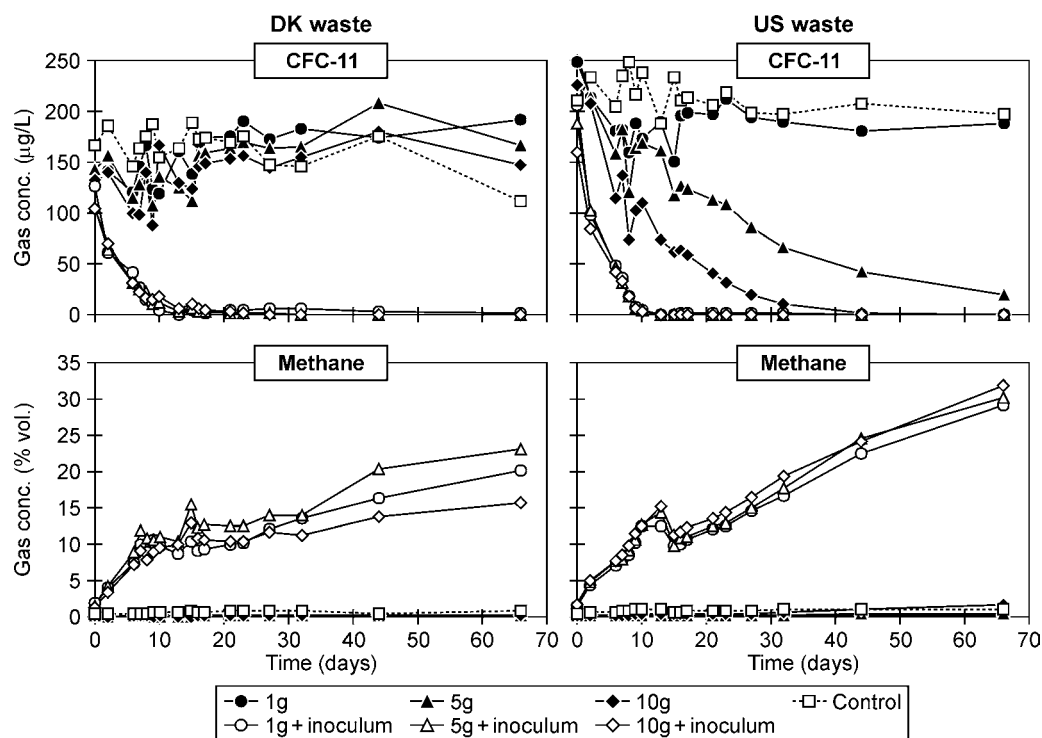 DK waste
US waste
CFC-11
CFC-11
Gas conc. (µg/L)
250
200
150
100
50
0
Methane
Methane
Gas conc. (% vol.)
35
30
25
20
15
10
5
0
0 10 20 30 40 50 60 70
0 10 20 30 40 50 60 70
Time (days)
Time (days)
1g 5g 10g Control
1g + inoculum 5g + inoculum 10g + inoculum